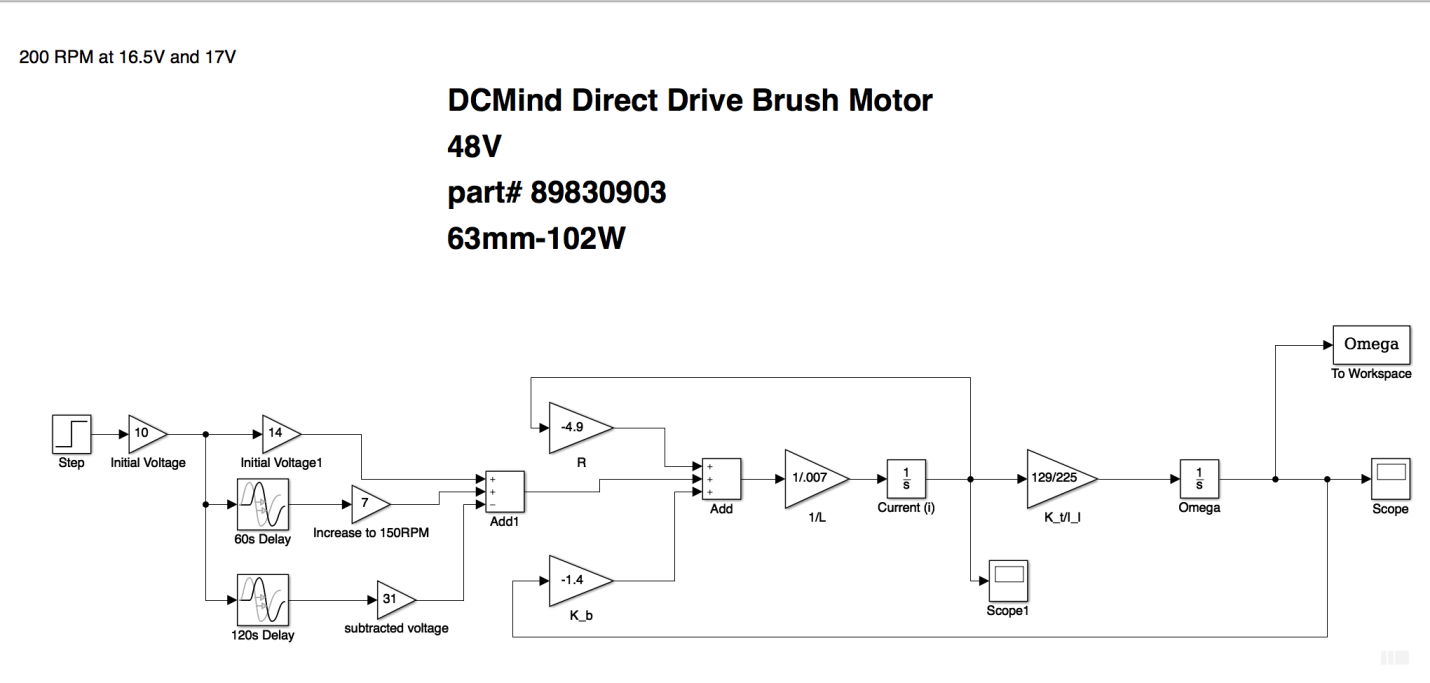 200 RPM at 16.5V and 17V
DCMind Direct Drive Brush Motor
48V
part# 89830903
63mm-102W
Omega
To Workspace
Step
10
Initial Voltage
14
Initial Voltage1
60s Delay
7
Increase to 150RPM
120s Delay
31
subtracted voltage
+
+
−
Add1
-4.9
R
-1.4
K_b
+
+
+
Add
1/.007
1/L
1
s
Current (i)
Scope1
129/225
K_t/I_l
1
s
Omega
Scope